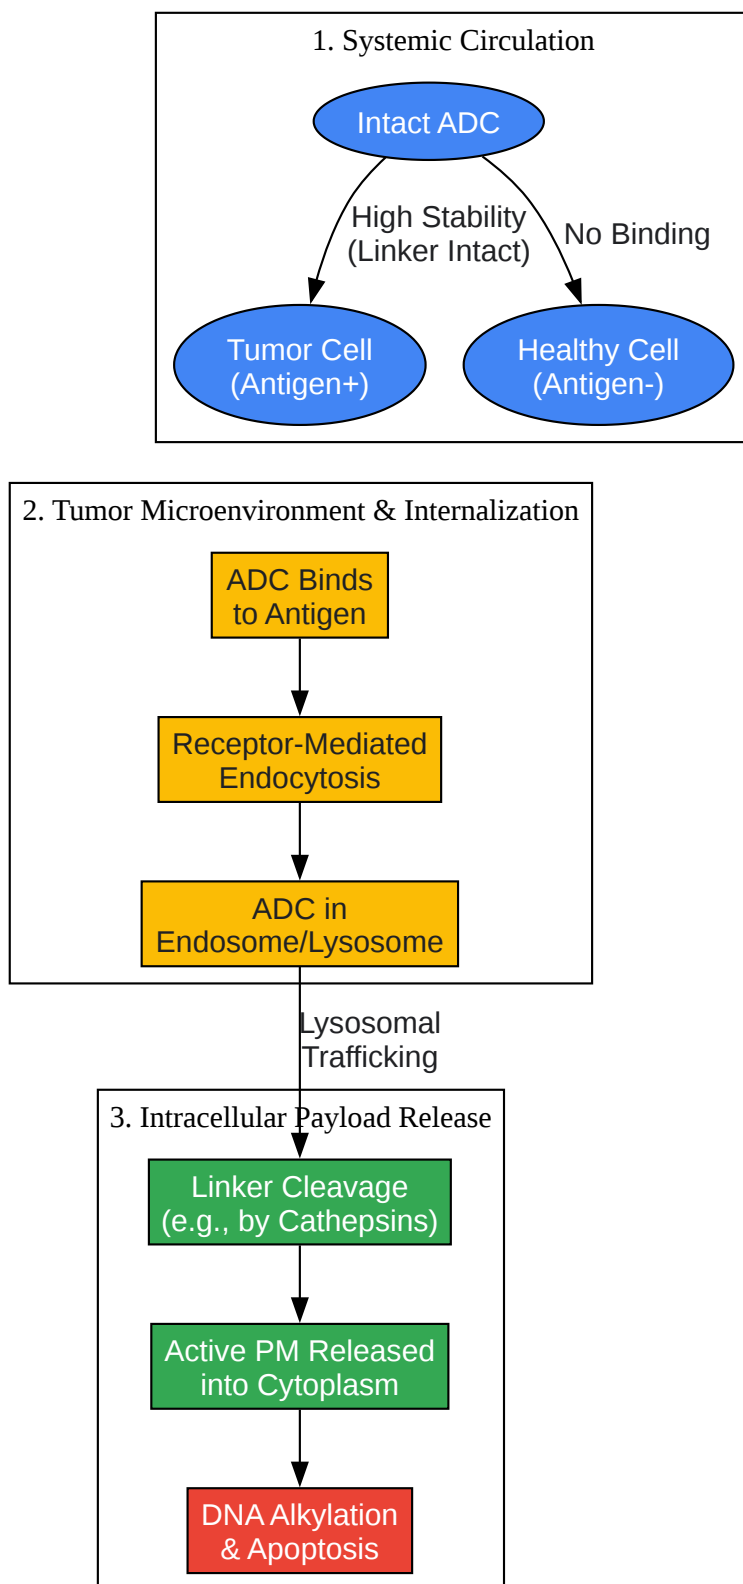 1. Systemic Circulation
Intact ADC
High Stability
(Linker Intact)
No Binding
Tumor Cell
(Antigen+)
Healthy Cell
(Antigen-)
2. Tumor Microenvironment & Internalization
ADC Binds
to Antigen
Receptor-Mediated
Endocytosis
ADC in
Endosome/Lysosome
Lysosomal
Trafficking
3. Intracellular Payload Release
Linker Cleavage
(e.g., by Cathepsins)
Active PM Released
into Cytoplasm
DNA Alkylation
& Apoptosis